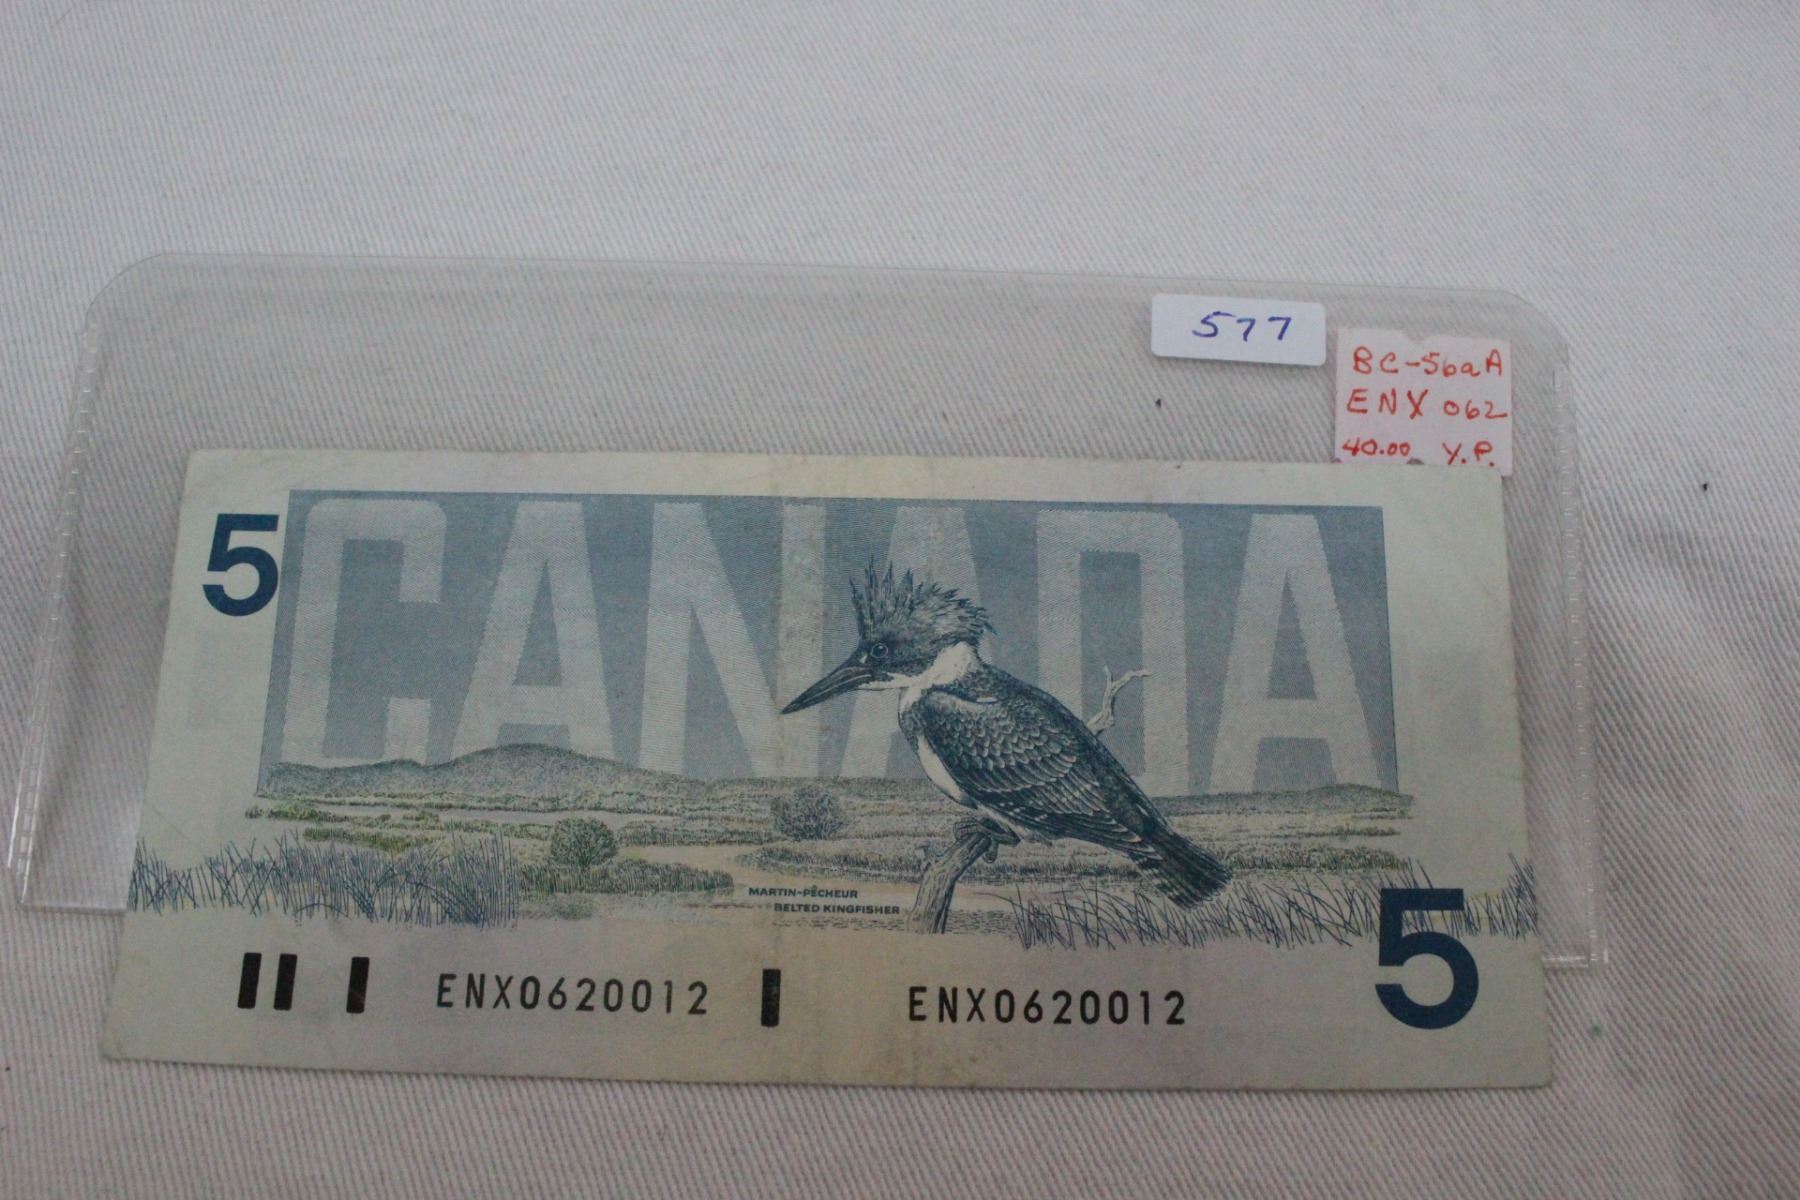 577
BC-56aA
ENX 062
40.00 Y.P.
5
CANADA
MARTIN-PÊCHEUR
BELTED KINGFISHER
5
ENX0620012 ENX0620012